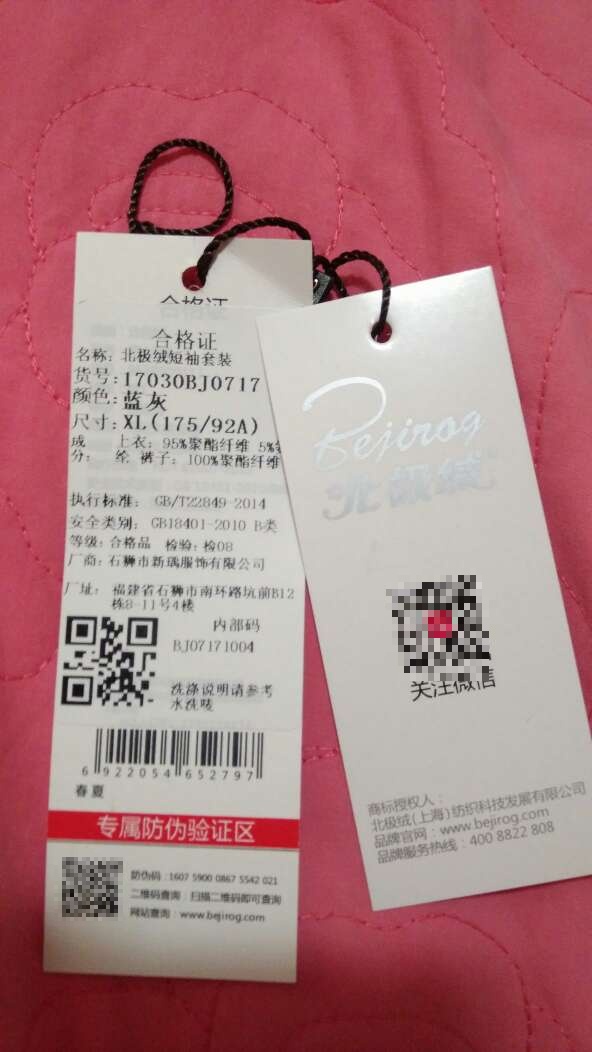 合格证
合格证
名称：北极绒短袖套装
货号：17030BJ0717
颜色：蓝灰
尺寸：XL(175/92A)
成 上衣：95%聚酯纤维 5%
分： 纶 裤子：100%聚酯纤维
执行标准： GB/T22849-2014
安全类别： GB18401-2010 B类
等级：合格品 检验：检08
厂商：石狮市新瑀服饰有限公司
厂址： 福建省石狮市南环路坑前B12
栋8-11号4楼
内部码
BJ07171004
洗涤说明请参考
水洗唛
6 922054 652797
春夏
专属防伪验证区
防伪码：1607 5900 0867 5542 021
二维码查询：扫描二维码即可查询
网站查询：www.bejirog.com
Bejirog
北极绒
关注微信
商标授权人：
北极绒(上海)纺织科技发展有限公司
品牌官网：www.bejirog.com
品牌服务热线：400 8822 808